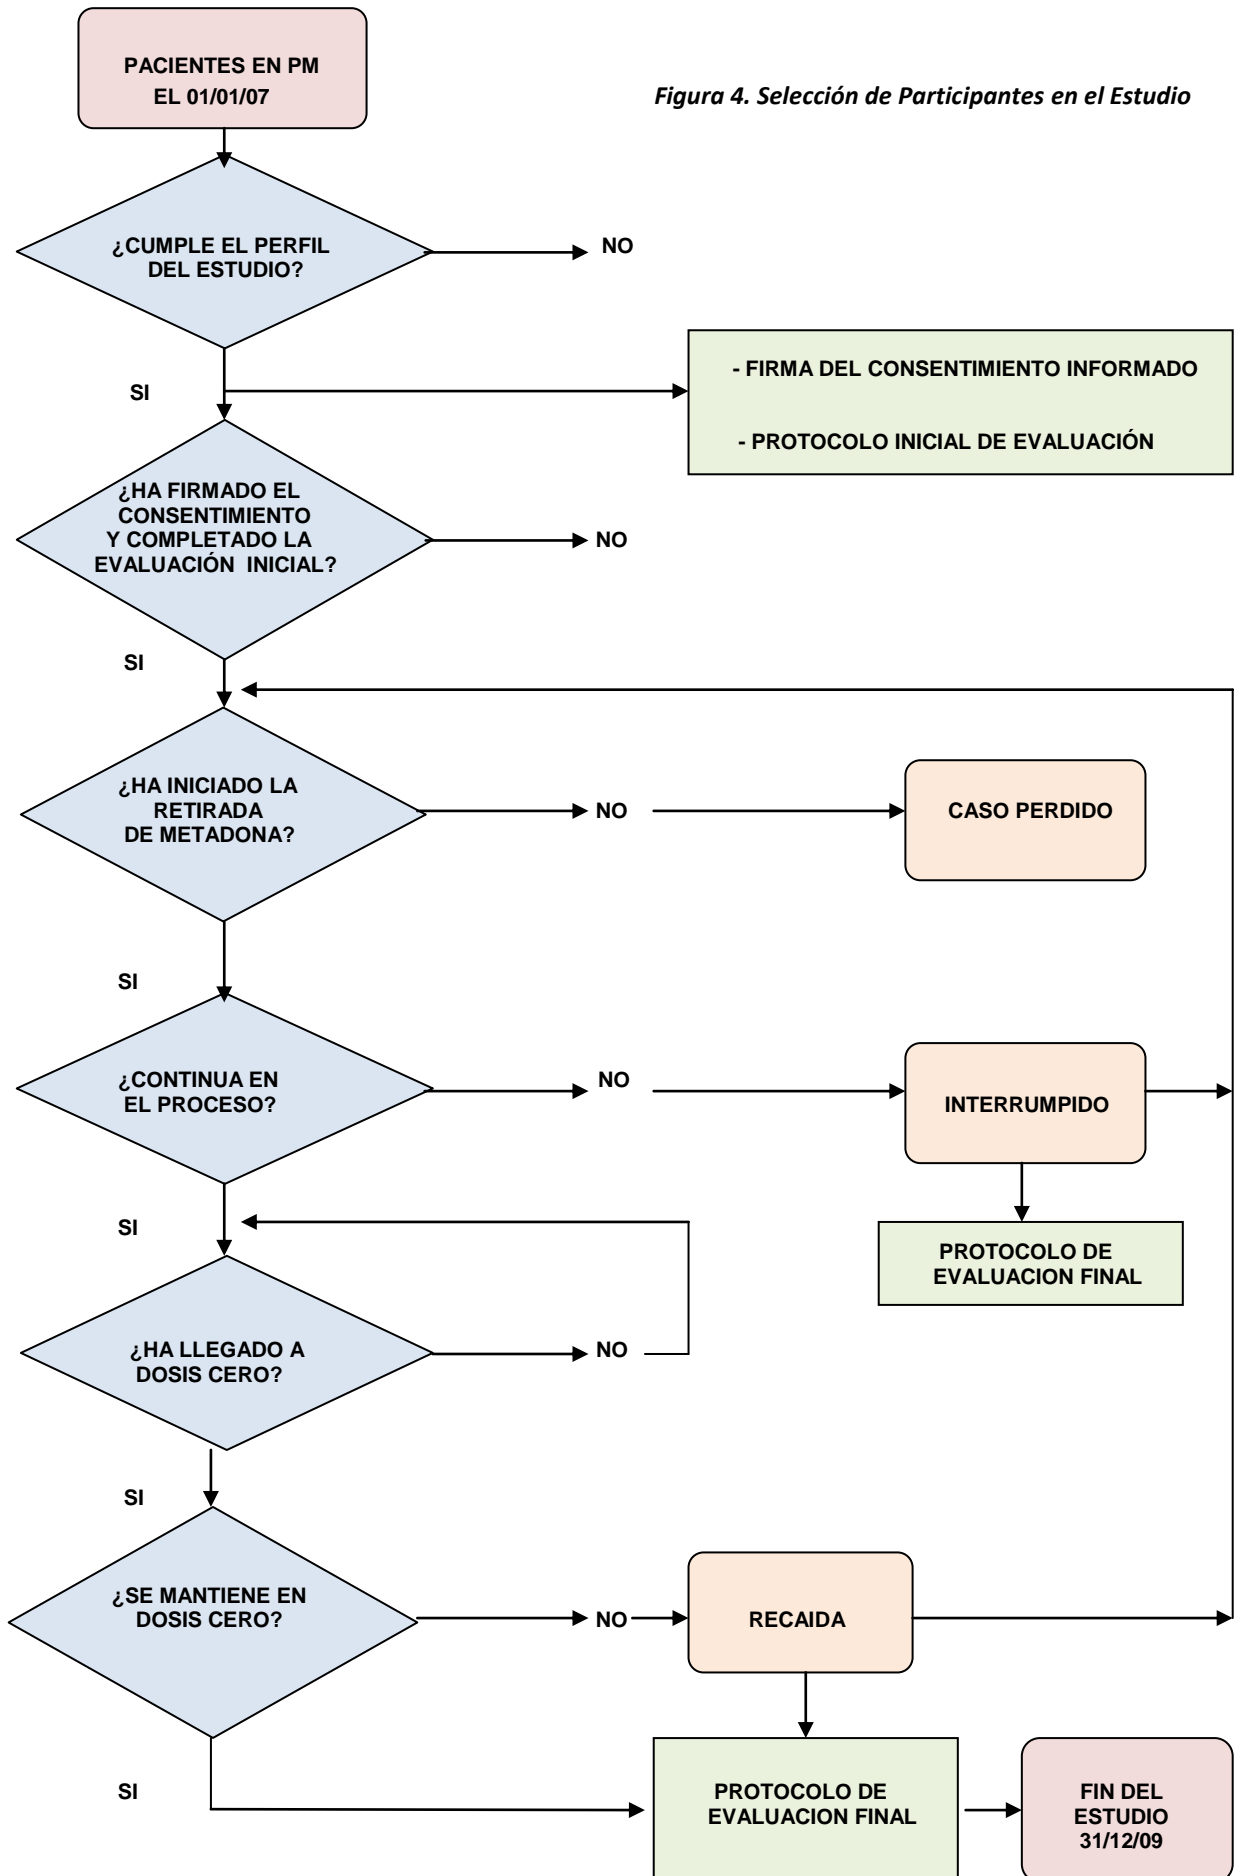 PACIENTES EN PM
EL 01/01/07
Figura 4. Selección de Participantes en el Estudio
¿CUMPLE EL PERFIL
DEL ESTUDIO?
NO
SI
- FIRMA DEL CONSENTIMIENTO INFORMADO
- PROTOCOLO INICIAL DE EVALUACIÓN
¿HA FIRMADO EL
CONSENTIMIENTO
Y COMPLETADO LA
EVALUACIÓN INICIAL?
NO
SI
¿HA INICIADO LA
RETIRADA
DE METADONA?
NO
CASO PERDIDO
SI
¿CONTINUA EN
EL PROCESO?
NO
INTERRUMPIDO
PROTOCOLO DE
EVALUACION FINAL
SI
¿HA LLEGADO A
DOSIS CERO?
NO
SI
¿SE MANTIENE EN
DOSIS CERO?
NO
RECAIDA
SI
PROTOCOLO DE
EVALUACION FINAL
FIN DEL
ESTUDIO
31/12/09